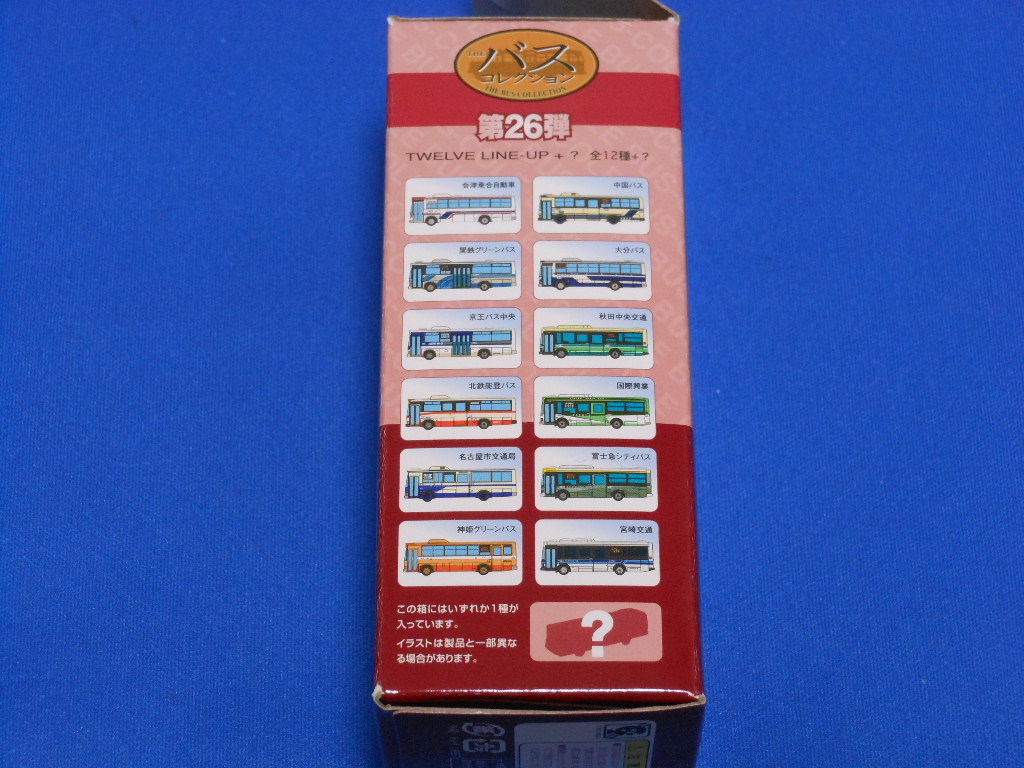 THE
バス
コレクション
THE BUS COLLECTION
第26弾
TWELVE LINE-UP + ? 全12種+?
会津乗合自動車
中国バス
関鉄グリーンバス
大分バス
京王バス中央
秋田中央交通
北鉄能登バス
国際興業
名古屋市交通局
富士急シティバス
神姫グリーンバス
宮崎交通
この箱にはいずれか1種が
入っています。
イラストは製品と一部異な
る場合があります。
?